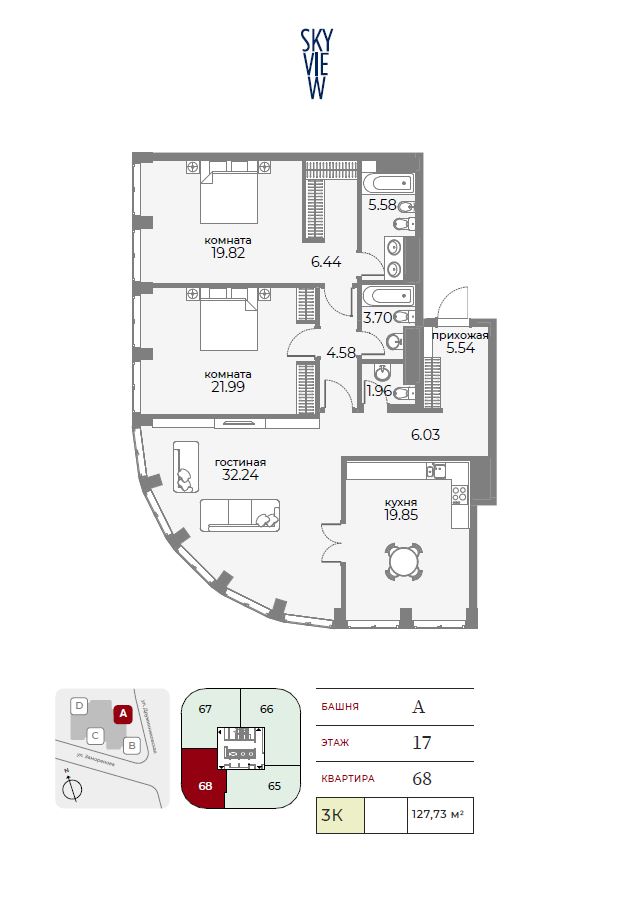 SKY
VIE
W
5.58
комната
19.82
6.44
3.70
прихожая
5.54
4.58
комната
21.99
1.96
6.03
гостиная
32.24
кухня
19.85
D
A
C
B
ул. Дружинниковская
ул. Заморенова
N
67
66
68
65
БАШНЯ A
ЭТАЖ 17
КВАРТИРА 68
3К 127,73 м²